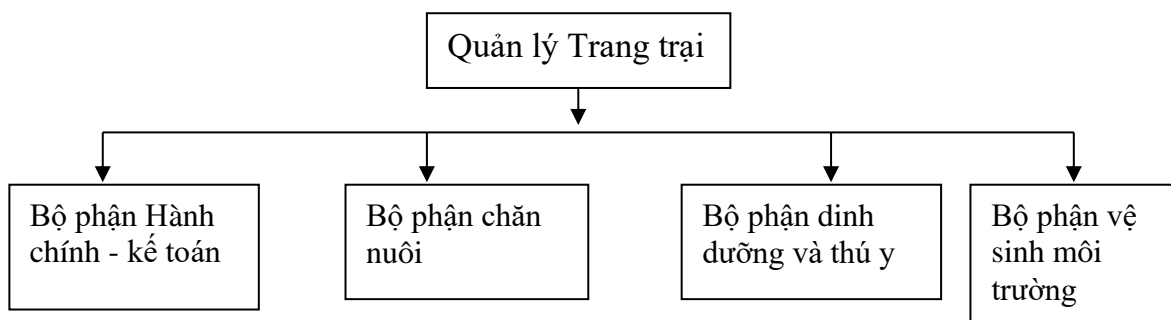 Quản lý Trang trại
Bộ phận Hành
chính - kế toán
Bộ phận chăn
nuôi
Bộ phận dinh
dưỡng và thú y
Bộ phận vệ
sinh môi
trường